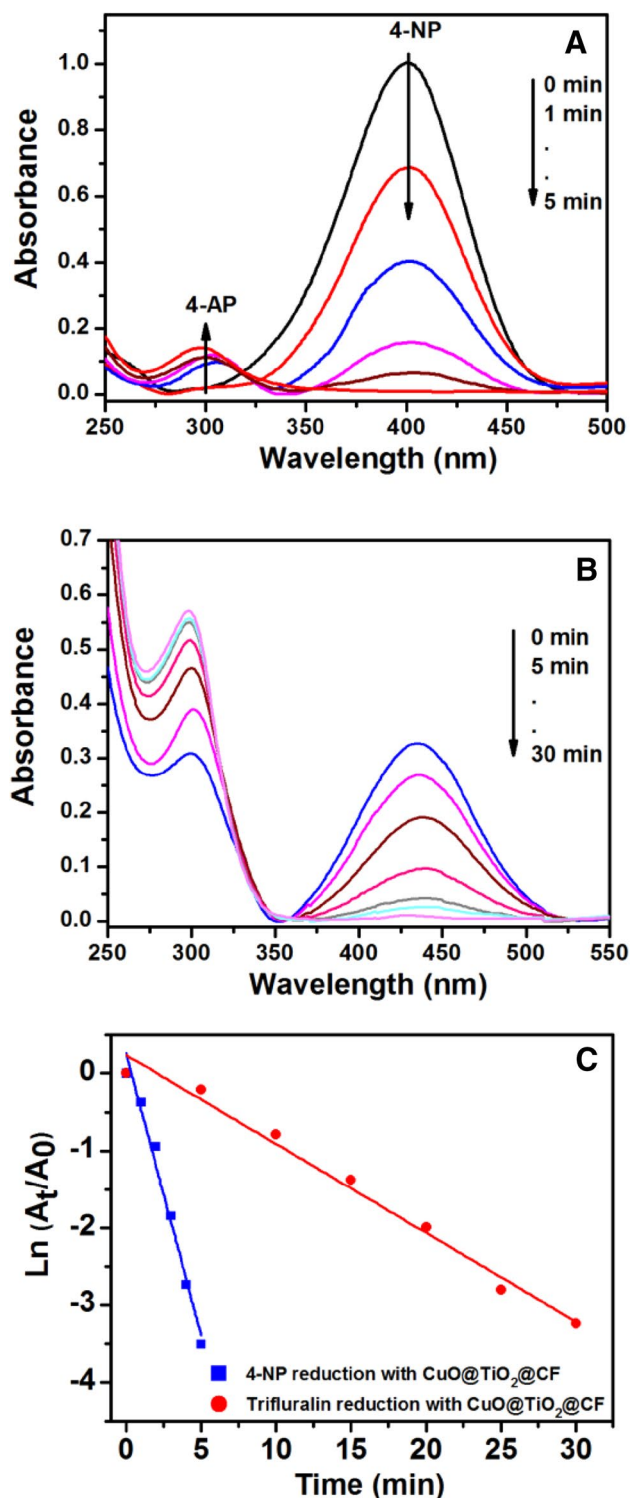 A
4-NP
1.0
0.8
0.6
0.4
0.2
0.0
Absorbance
0 min
1 min
.
.
5 min
4-AP
250 300 350 400 450 500
Wavelength (nm)
B
0.7
0.6
0.5
0.4
0.3
0.2
0.1
0.0
Absorbance
0 min
5 min
.
.
30 min
250 300 350 400 450 500 550
Wavelength (nm)
C
0
-1
-2
-3
-4
Ln (At/A0)
4-NP reduction with CuO@TiO2@CF
Trifluralin reduction with CuO@TiO2@CF
0 5 10 15 20 25 30
Time (min)